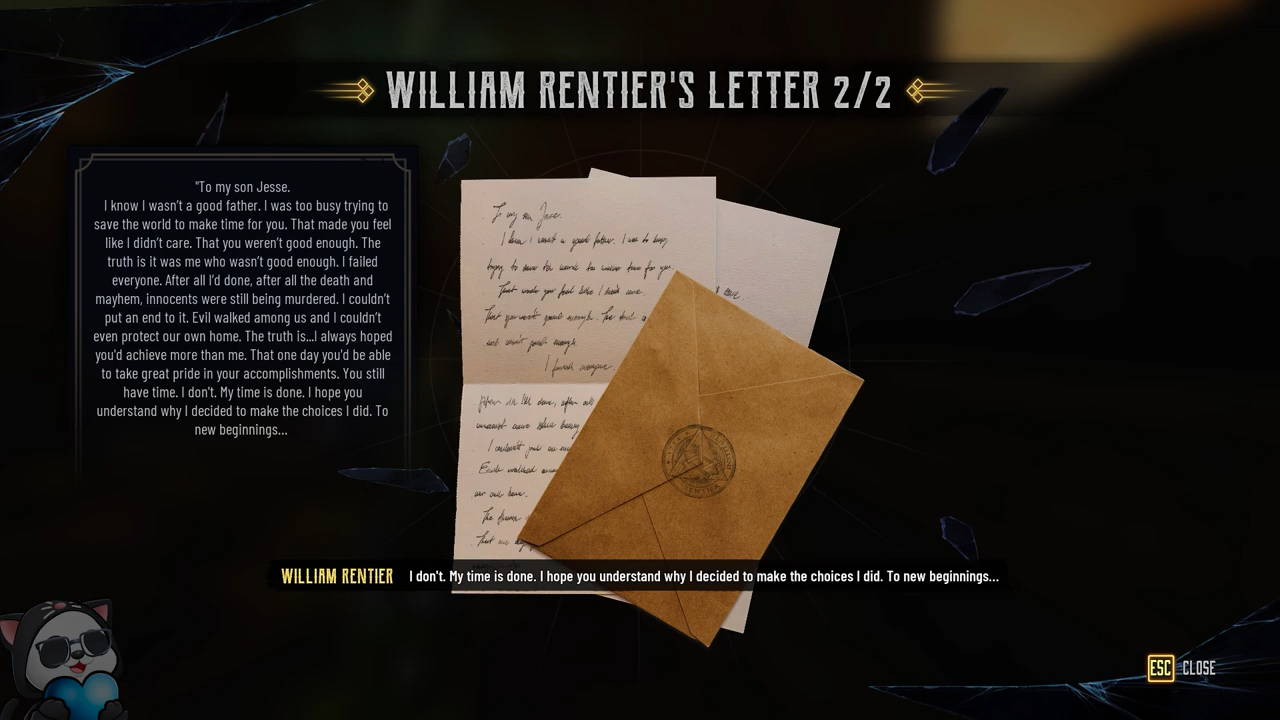 WILLIAM RENTIER'S LETTER 2/2
"To my son Jesse.
I know I wasn't a good father. I was too busy trying to
save the world to make time for you. That made you feel
like I didn't care. That you weren't good enough. The
truth is it was me who wasn't good enough. I failed
everyone. After all I'd done, after all the death and
mayhem, innocents were still being murdered. I couldn't
put an end to it. Evil walked among us and I couldn't
even protect our own home. The truth is...I always hoped
you'd achieve more than me. That one day you'd be able
to take great pride in your accomplishments. You still
have time. I don't. My time is done. I hope you
understand why I decided to make the choices I did. To
new beginnings...
To my son Jesse.
WILLIAM RENTIER I don't. My time is done. I hope you understand why I decided to make the choices I did. To new beginnings...
ESC CLOSE